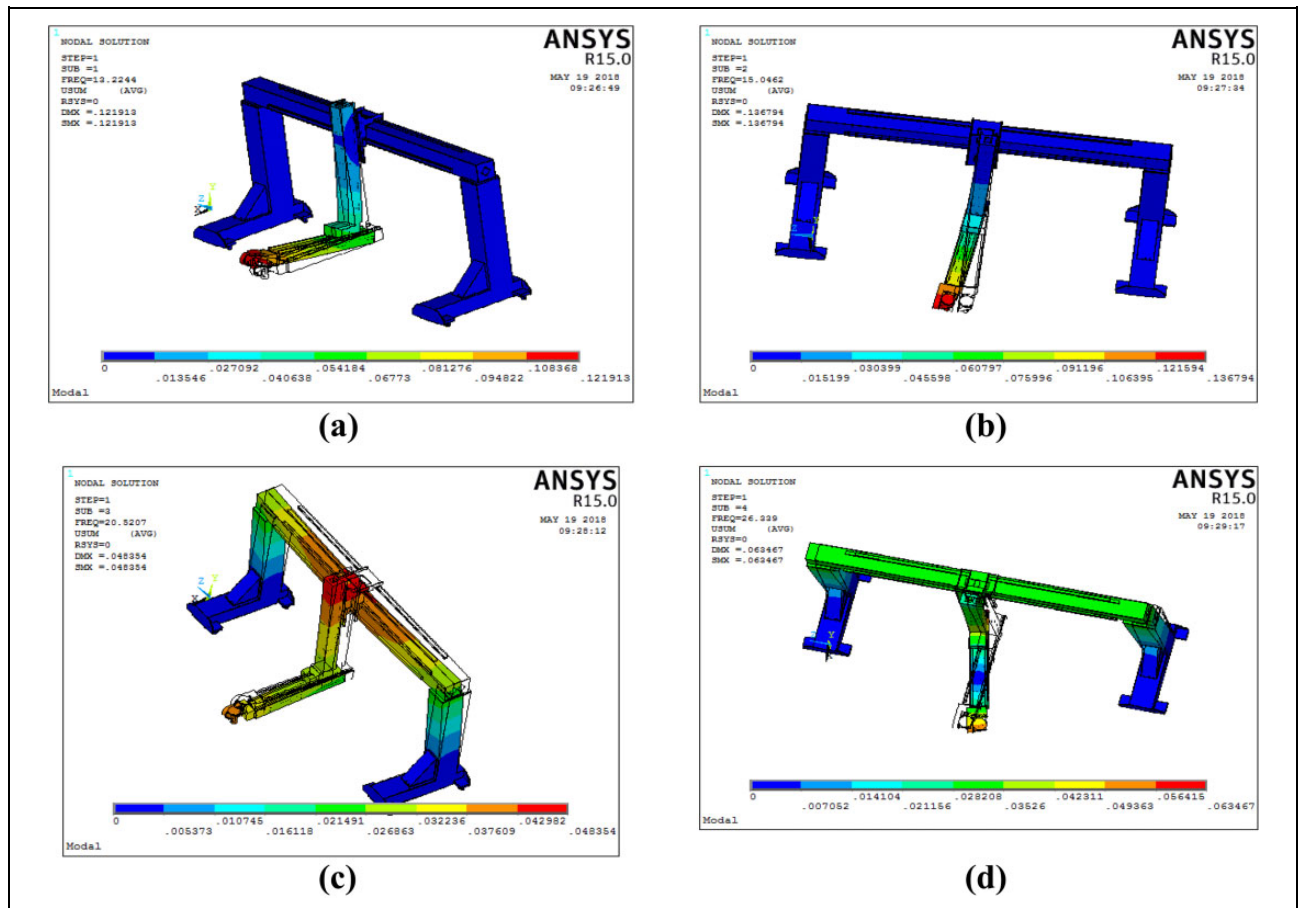 1
NODAL SOLUTION
STEP=1
SUB =1
FREQ=13.2244
USUM (AVG)
RSYS=0
DMX =.121913
SMX =.121913
ANSYS
R15.0
MAY 19 2018
09:26:49
Z
Y
X
0
.013546
.027092
.040638
.054184
.06773
.081276
.094822
.108368
.121913
Modal
(a)
1
NODAL SOLUTION
STEP=1
SUB =2
FREQ=15.0462
USUM (AVG)
RSYS=0
DMX =.136794
SMX =.136794
ANSYS
R15.0
MAY 19 2018
09:27:34
0
.015199
.030399
.045598
.060797
.075996
.091196
.106395
.121594
.136794
Modal
(b)
1
NODAL SOLUTION
STEP=1
SUB =3
FREQ=20.5207
USUM (AVG)
RSYS=0
DMX =.048354
SMX =.048354
ANSYS
R15.0
MAY 19 2018
09:28:12
Z
Y
X
0
.005373
.010745
.016118
.021491
.026863
.032236
.037609
.042982
.048354
Modal
(c)
1
NODAL SOLUTION
STEP=1
SUB =4
FREQ=26.339
USUM (AVG)
RSYS=0
DMX =.063467
SMX =.063467
ANSYS
R15.0
MAY 19 2018
09:29:17
Y
0
.007052
.014104
.021156
.028208
.03526
.042311
.049363
.056415
.063467
Modal
(d)